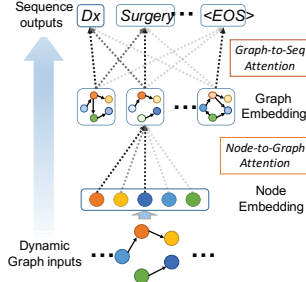 Sequence
outputs
Dx
Surgery
...
<EOS>
Graph-to-Seq
Attention
...
Graph
Embedding
Node-to-Graph
Attention
Node
Embedding
Dynamic
Graph inputs
...
...